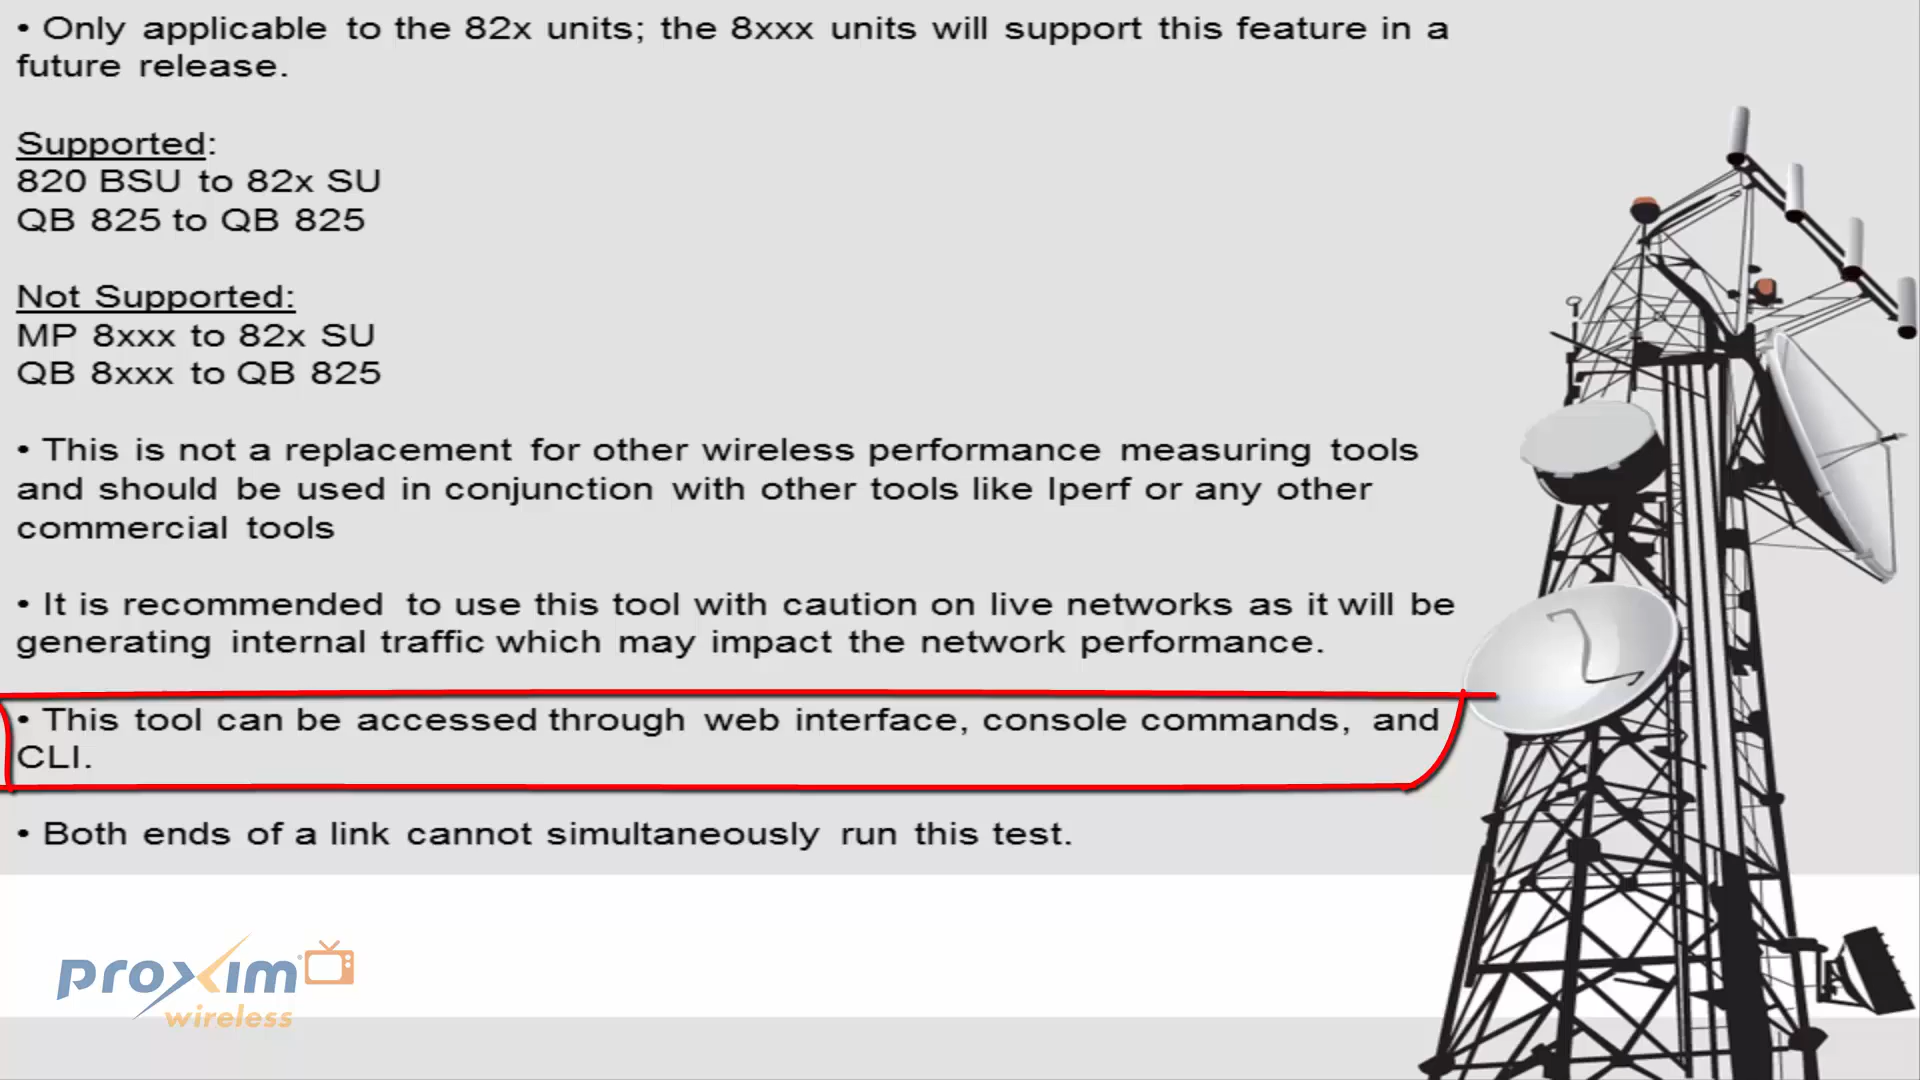 • Only applicable to the 82x units; the 8xxx units will support this feature in a
future release.
Supported:
820 BSU to 82x SU
QB 825 to QB 825
Not Supported:
MP 8xxx to 82x SU
QB 8xxx to QB 825
• This is not a replacement for other wireless performance measuring tools
and should be used in conjunction with other tools like Iperf or any other
commercial tools
• It is recommended to use this tool with caution on live networks as it will be
generating internal traffic which may impact the network performance.
• This tool can be accessed through web interface, console commands, and
CLI.
• Both ends of a link cannot simultaneously run this test.
proxim
wireless